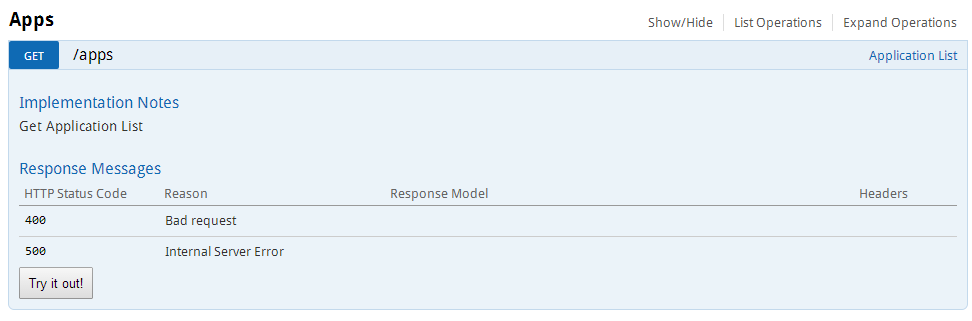 Apps
Show/Hide List Operations Expand Operations
GET /apps Application List
Implementation Notes
Get Application List
Response Messages
HTTP Status Code Reason Response Model Headers
400 Bad request
500 Internal Server Error
Try it out!